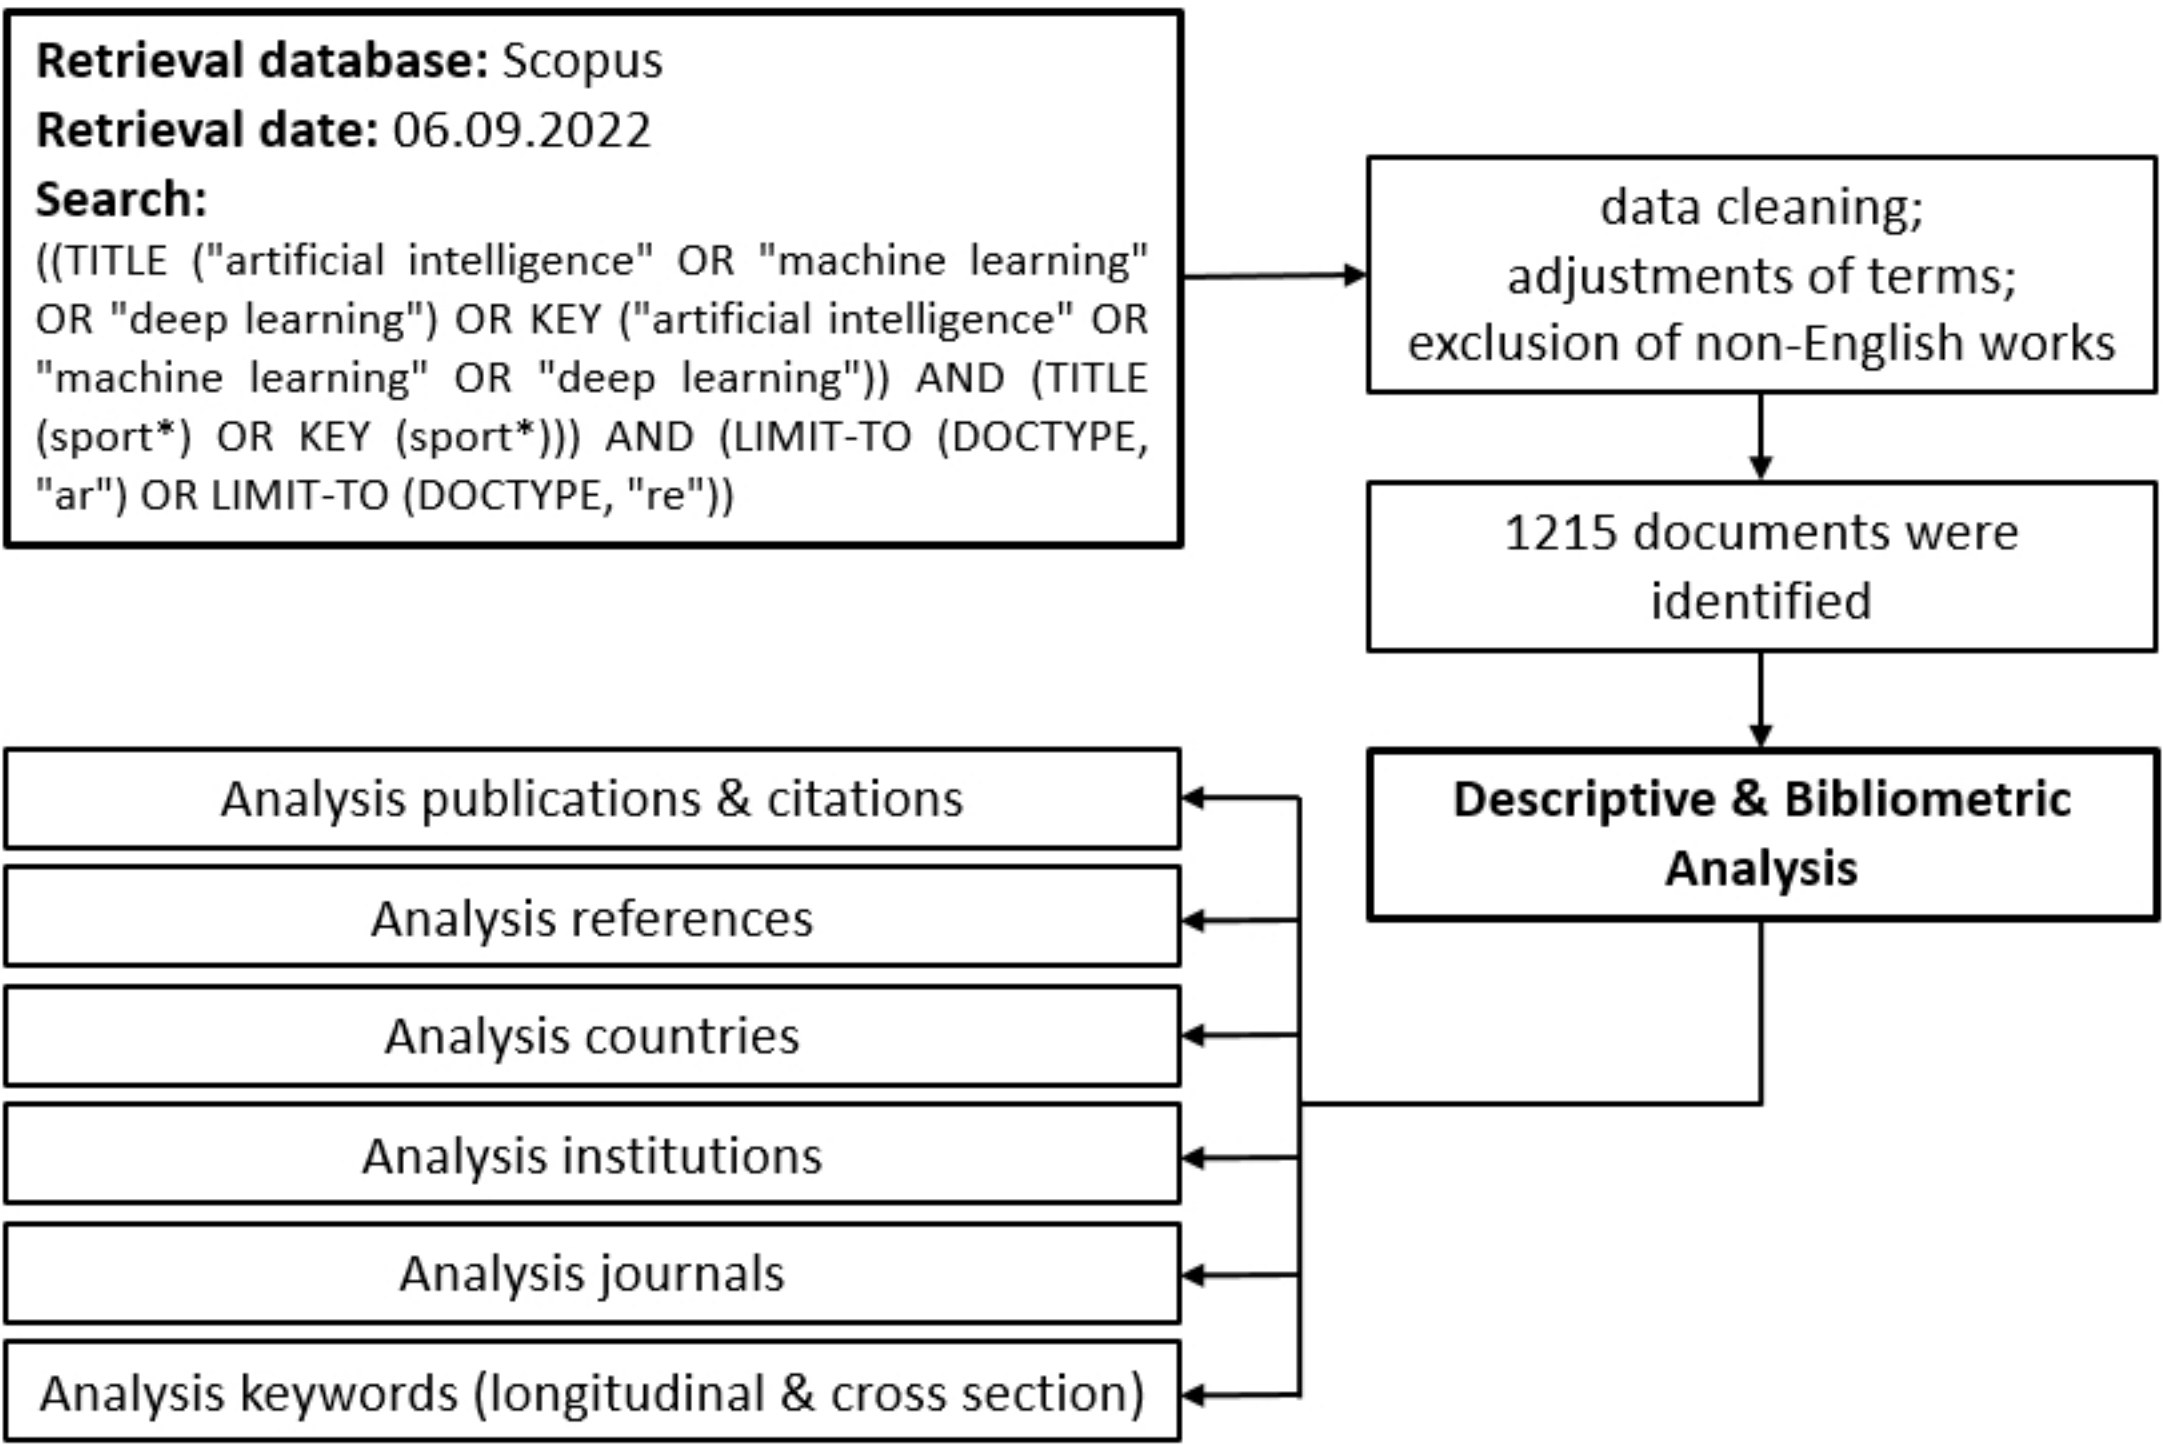 Retrieval database: Scopus
Retrieval date: 06.09.2022
Search:
((TITLE ("artificial intelligence" OR "machine learning"
OR "deep learning") OR KEY ("artificial intelligence" OR
"machine learning" OR "deep learning")) AND (TITLE
(sport*) OR KEY (sport*))) AND (LIMIT-TO (DOCTYPE,
"ar") OR LIMIT-TO (DOCTYPE, "re"))
data cleaning;
adjustments of terms;
exclusion of non-English works
1215 documents were
identified
Descriptive & Bibliometric
Analysis
Analysis publications & citations
Analysis references
Analysis countries
Analysis institutions
Analysis journals
Analysis keywords (longitudinal & cross section)